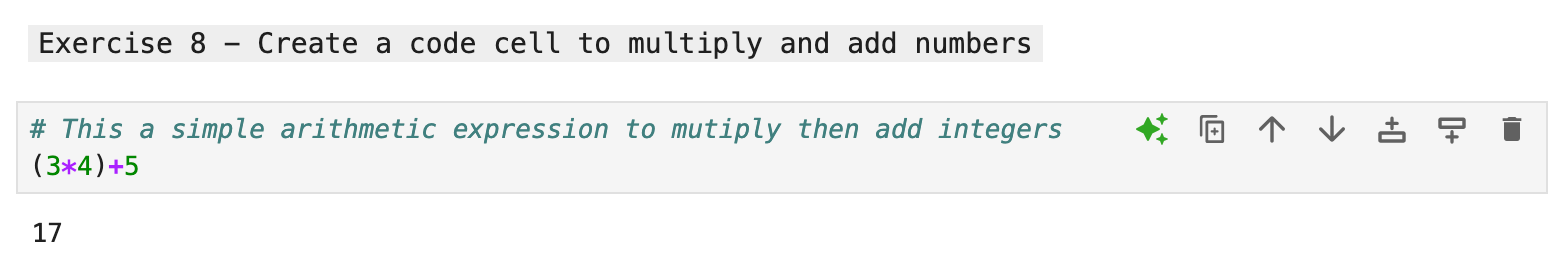 Exercise 8 - Create a code cell to multiply and add numbers
# This a simple arithmetic expression to mutiply then add integers
(3*4)+5
17